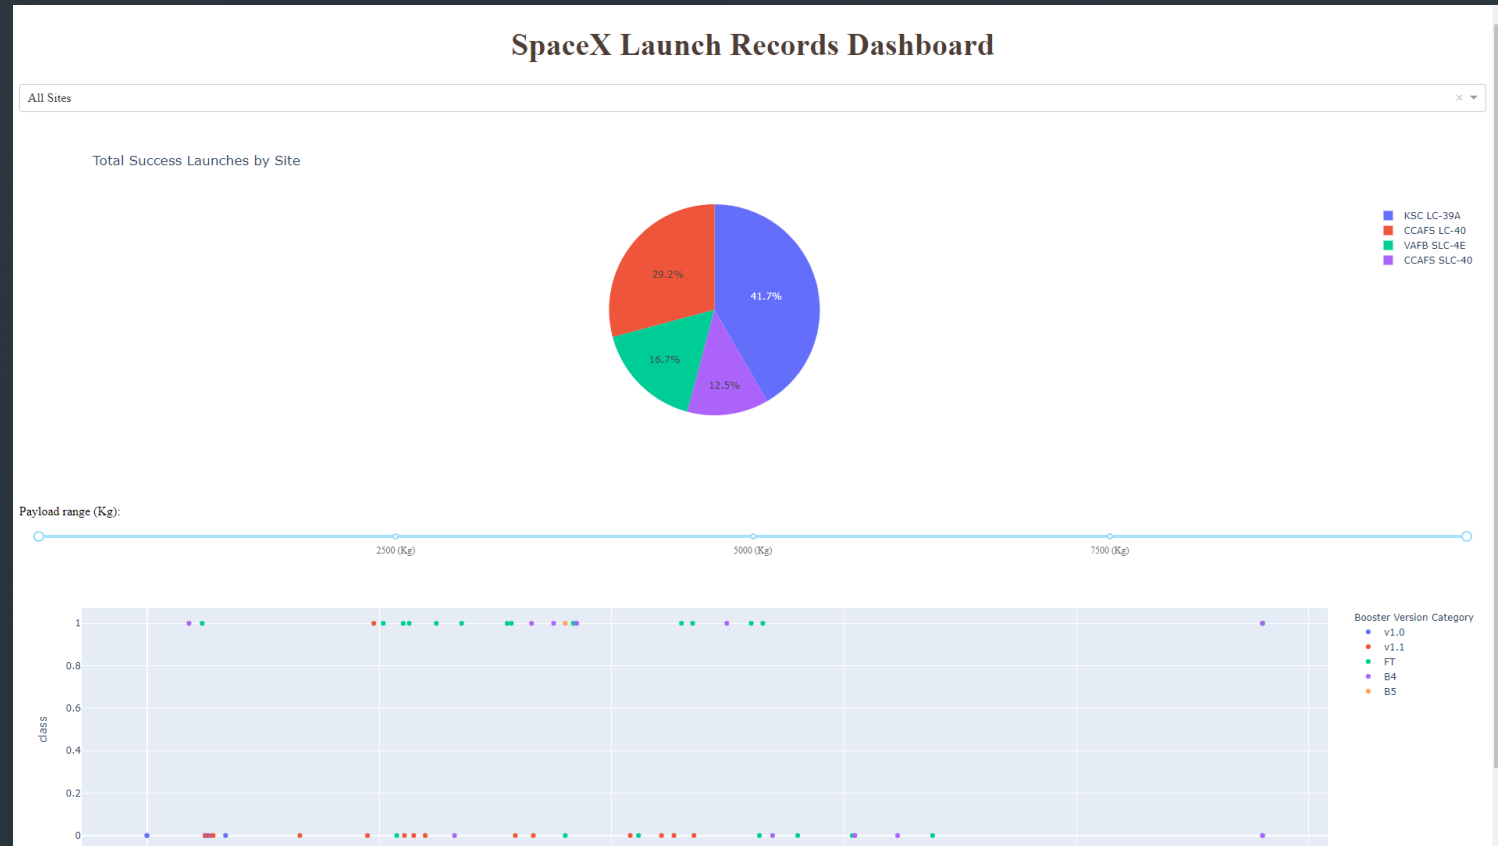 SpaceX Launch Records Dashboard
All Sites
Total Success Launches by Site
KSC LC-39A
CCAFS LC-40
VAFB SLC-4E
CCAFS SLC-40
29.2%
41.7%
16.7%
12.5%
Payload range (Kg):
2500 (Kg)
5000 (Kg)
7500 (Kg)
Booster Version Category
v1.0
v1.1
FT
B4
B5
class
1
0.8
0.6
0.4
0.2
0